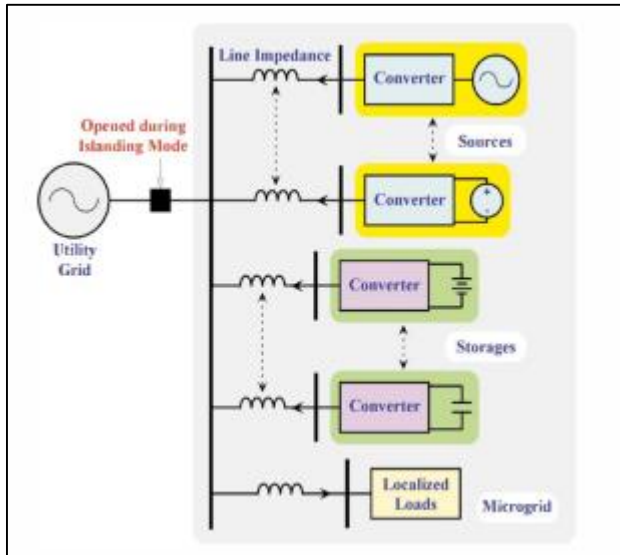 Line Impedance
Converter
Opened during
Islanding Mode
Sources
Converter
Utility
Grid
Converter
Storages
Converter
Localized
Loads
Microgrid